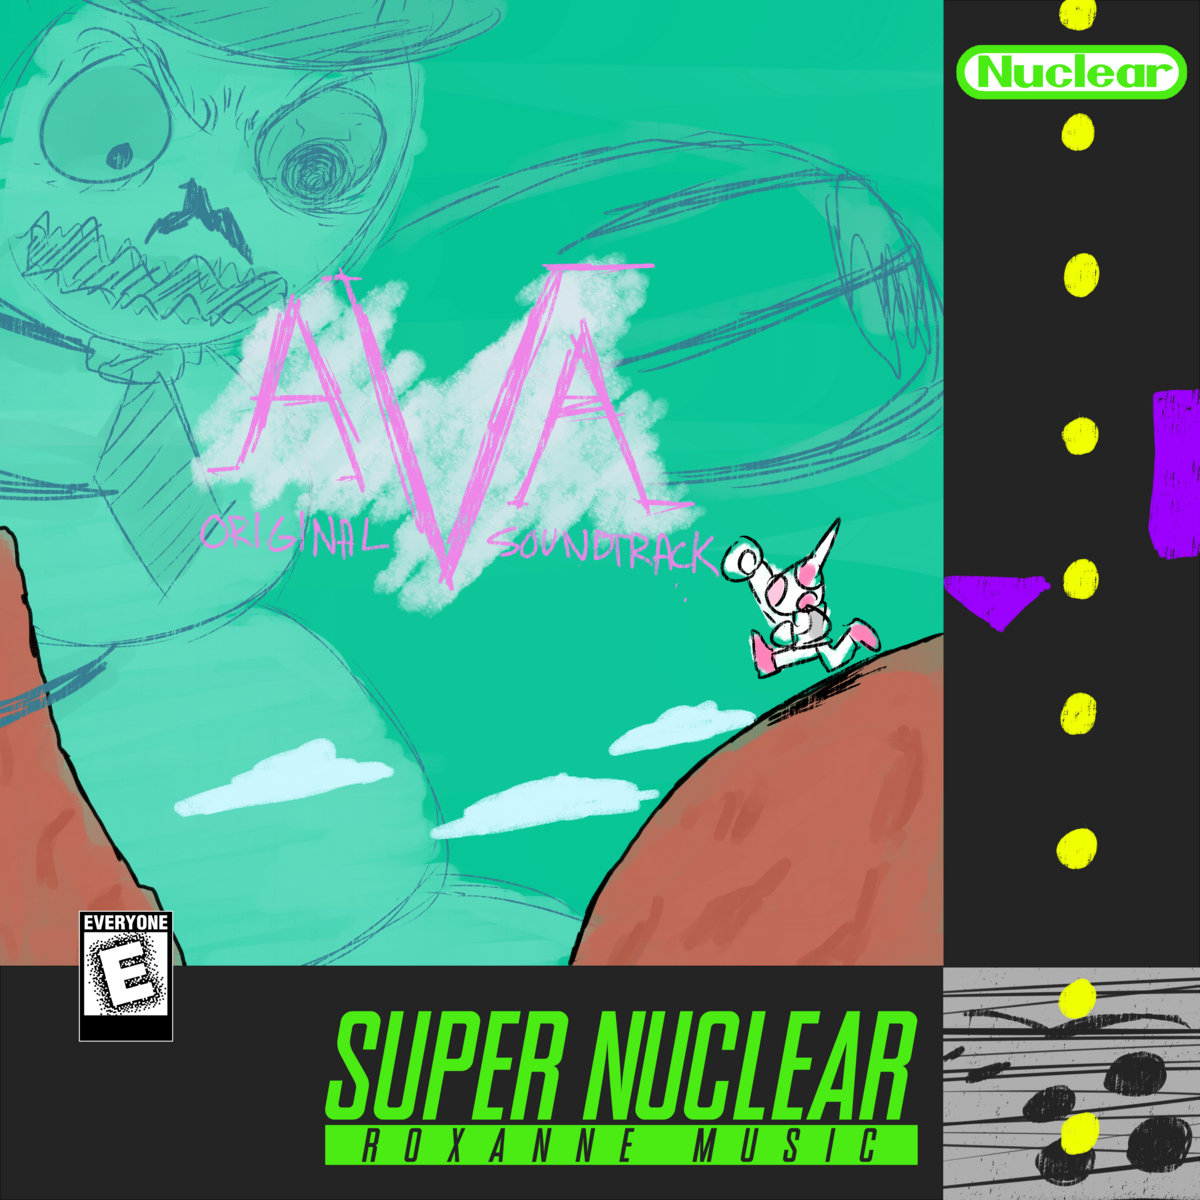 Nuclear
AVA
ORIGINAL SOUNDTRACK
EVERYONE
E
SUPER NUCLEAR
ROXANNE MUSIC